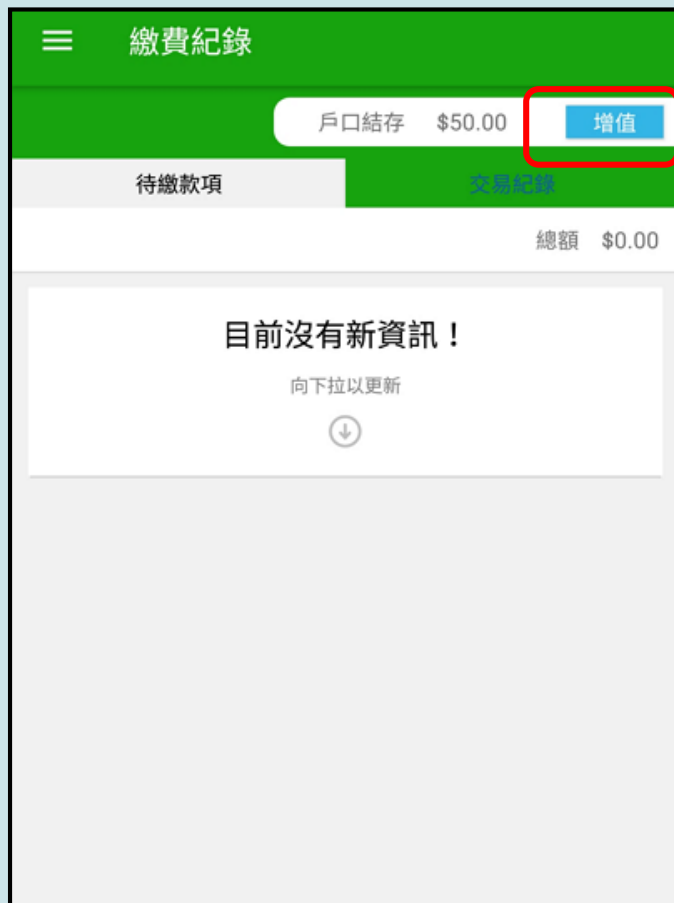 繳費紀錄
戶口結存 $50.00 增值
待繳款項 交易紀錄
總額 $0.00
目前沒有新資訊！
向下拉以更新